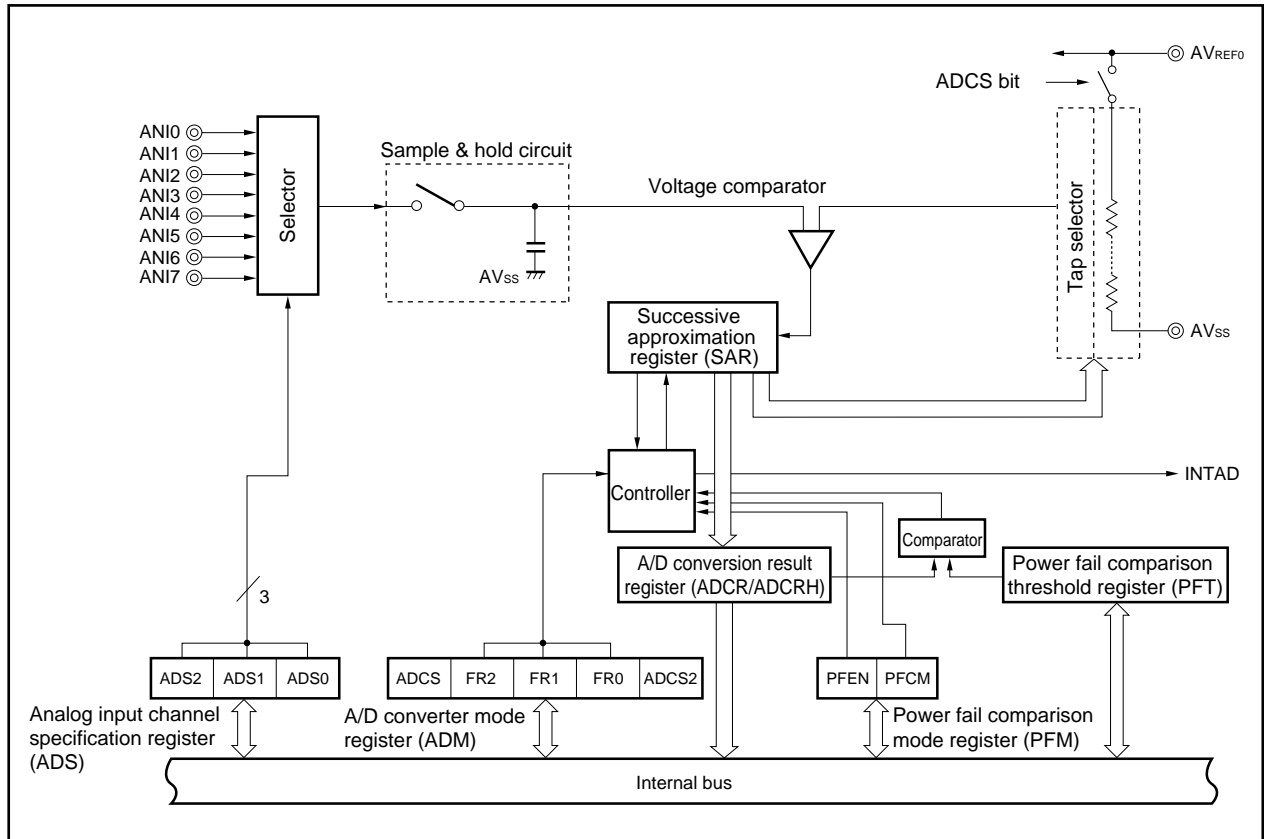 AVREF0
ADCS bit
ANI0
ANI1
ANI2
ANI3
ANI4
ANI5
ANI6
ANI7
Selector
Sample & hold circuit
AVSS
Voltage comparator
Tap selector
AVSS
Successive
approximation
register (SAR)
Controller
INTAD
Comparator
A/D conversion result
register (ADCR/ADCRH)
Power fail comparison
threshold register (PFT)
3
ADS2 ADS1 ADS0
ADCS FR2 FR1 FR0 ADCS2
PFEN PFCM
Analog input channel
specification register
(ADS)
A/D converter mode
register (ADM)
Power fail comparison
mode register (PFM)
Internal bus